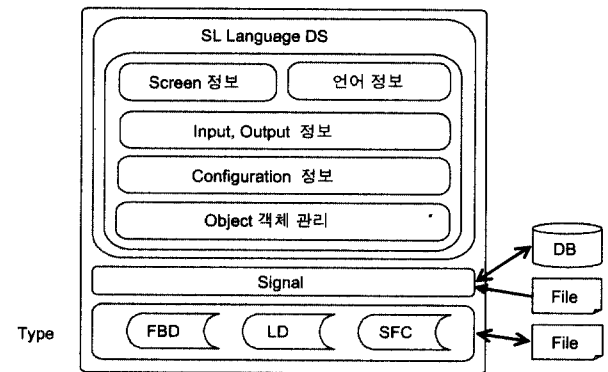 SL Language DS
Screen 정보
언어 정보
Input, Output 정보
Configuration 정보
Object 객체 관리
Signal
DB
File
Type
FBD
LD
SFC
File